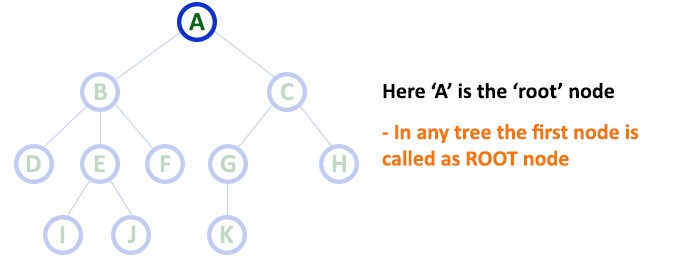 A
B
C
Here ‘A’ is the ‘root’ node
- In any tree the first node is
called as ROOT node
D
E
F
G
H
I
J
K